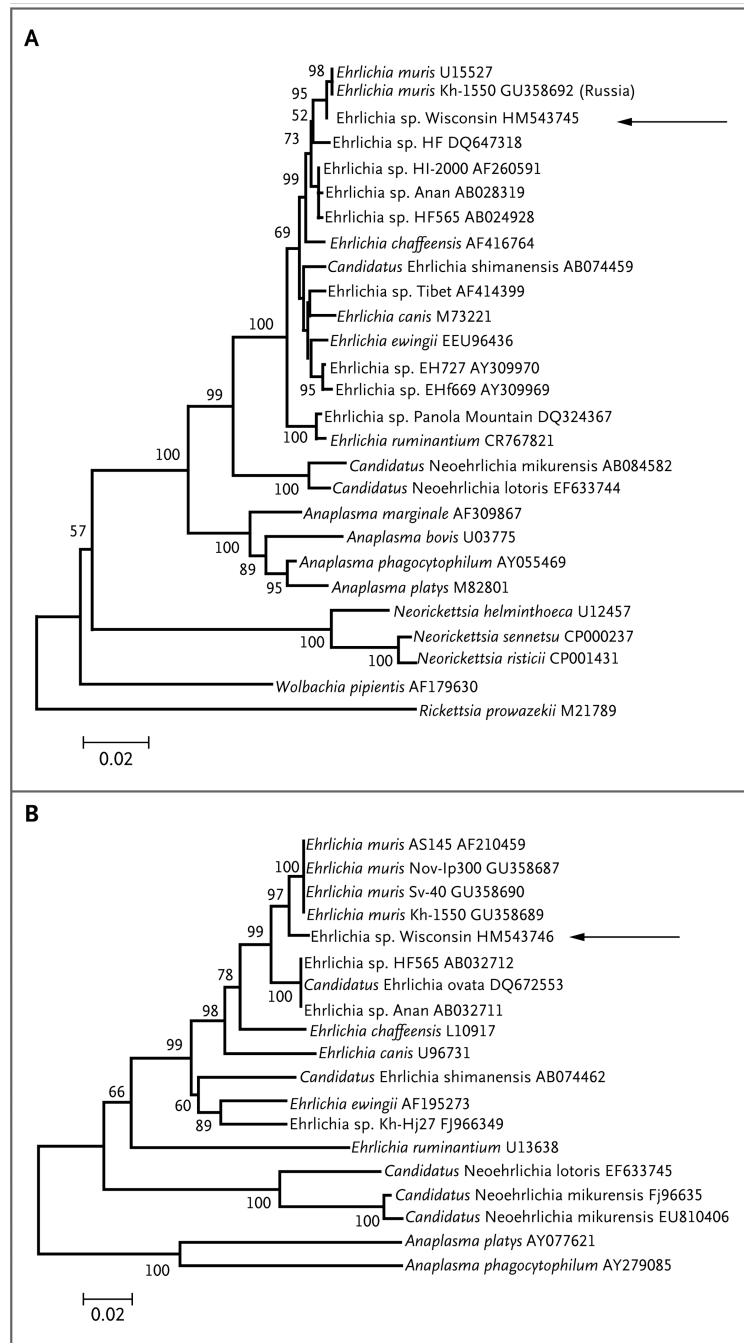 A
98
Ehrlichia muris U15527
95
Ehrlichia muris Kh-1550 GU358692 (Russia)
52
Ehrlichia sp. Wisconsin HM543745
73
Ehrlichia sp. HF DQ647318
99
Ehrlichia sp. HI-2000 AF260591
Ehrlichia sp. Anan AB028319
Ehrlichia sp. HF565 AB024928
69
Ehrlichia chaffeensis AF416764
Candidatus Ehrlichia shimanensis AB074459
Ehrlichia sp. Tibet AF414399
100
Ehrlichia canis M73221
Ehrlichia ewingii EEU96436
Ehrlichia sp. EH727 AY309970
95
Ehrlichia sp. EHf669 AY309969
99
Ehrlichia sp. Panola Mountain DQ324367
100
Ehrlichia ruminantium CR767821
100
Candidatus Neoehrlichia mikurensis AB084582
100
Candidatus Neoehrlichia lotoris EF633744
Anaplasma marginale AF309867
57
Anaplasma bovis U03775
100
Anaplasma phagocytophilum AY055469
89
95
Anaplasma platys M82801
Neorickettsia helminthoeca U12457
100
Neorickettsia sennetsu CP000237
100
Neorickettsia risticii CP001431
Wolbachia pipientis AF179630
Rickettsia prowazekii M21789
0.02
B
Ehrlichia muris AS145 AF210459
100
Ehrlichia muris Nov-Ip300 GU358687
Ehrlichia muris Sv-40 GU358690
97
Ehrlichia muris Kh-1550 GU358689
99
Ehrlichia sp. Wisconsin HM543746
Ehrlichia sp. HF565 AB032712
78
Candidatus Ehrlichia ovata DQ672553
100
Ehrlichia sp. Anan AB032711
98
Ehrlichia chaffeensis L10917
99
Ehrlichia canis U96731
Candidatus Ehrlichia shimanensis AB074462
66
60
Ehrlichia ewingii AF195273
89
Ehrlichia sp. Kh-Hj27 FJ966349
Ehrlichia ruminantium U13638
Candidatus Neoehrlichia lotoris EF633745
100
Candidatus Neoehrlichia mikurensis Fj96635
100
Candidatus Neoehrlichia mikurensis EU810406
Anaplasma platys AY077621
100
Anaplasma phagocytophilum AY279085
0.02